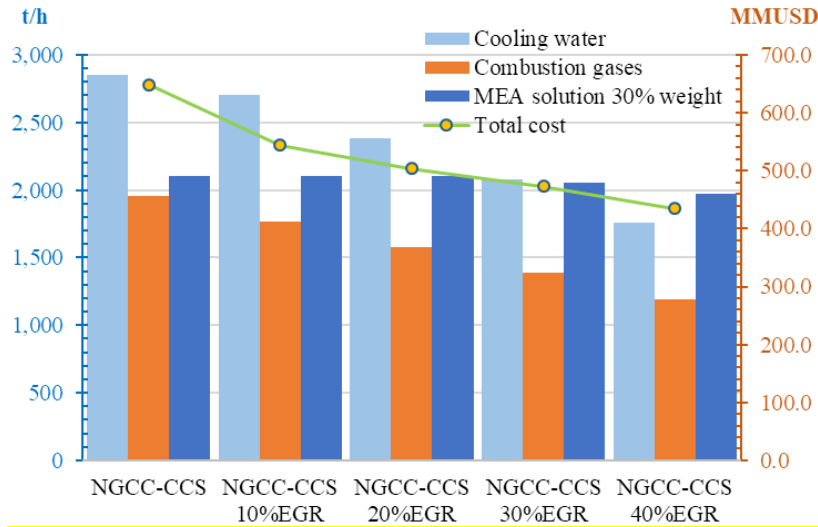 t/h
MMUSD
3,000
2,500
2,000
1,500
1,000
500
0
700.0
600.0
500.0
400.0
300.0
200.0
100.0
0.0
Cooling water
Combustion gases
MEA solution 30% weight
Total cost
NGCC-CCS
NGCC-CCS
10%EGR
NGCC-CCS
20%EGR
NGCC-CCS
30%EGR
NGCC-CCS
40%EGR